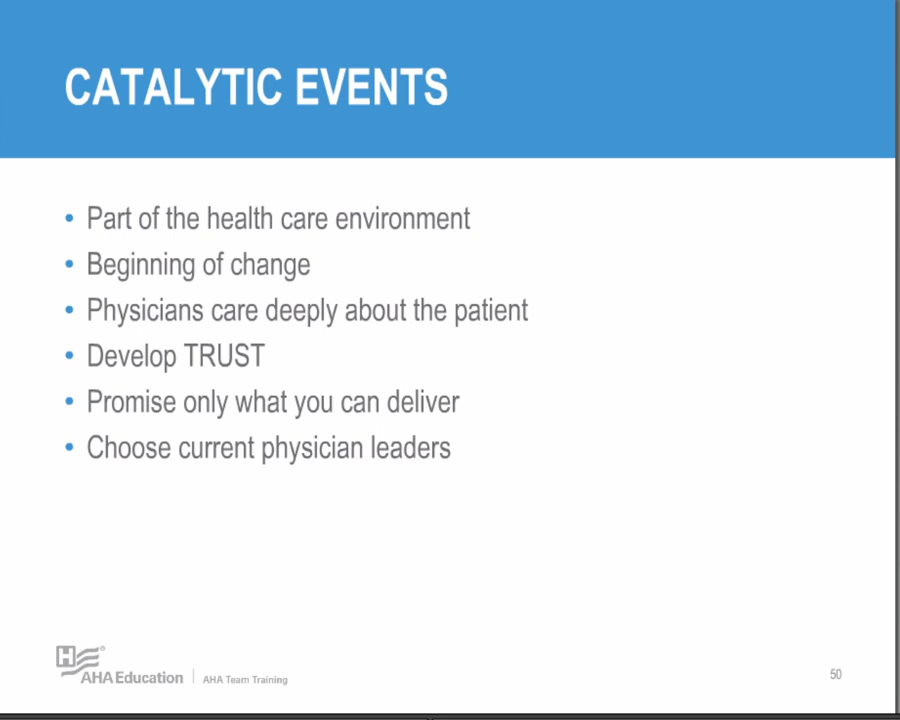 CATALYTIC EVENTS
• Part of the health care environment
• Beginning of change
• Physicians care deeply about the patient
• Develop TRUST
• Promise only what you can deliver
• Choose current physician leaders
H
AHA Education | AHA Team Training
50